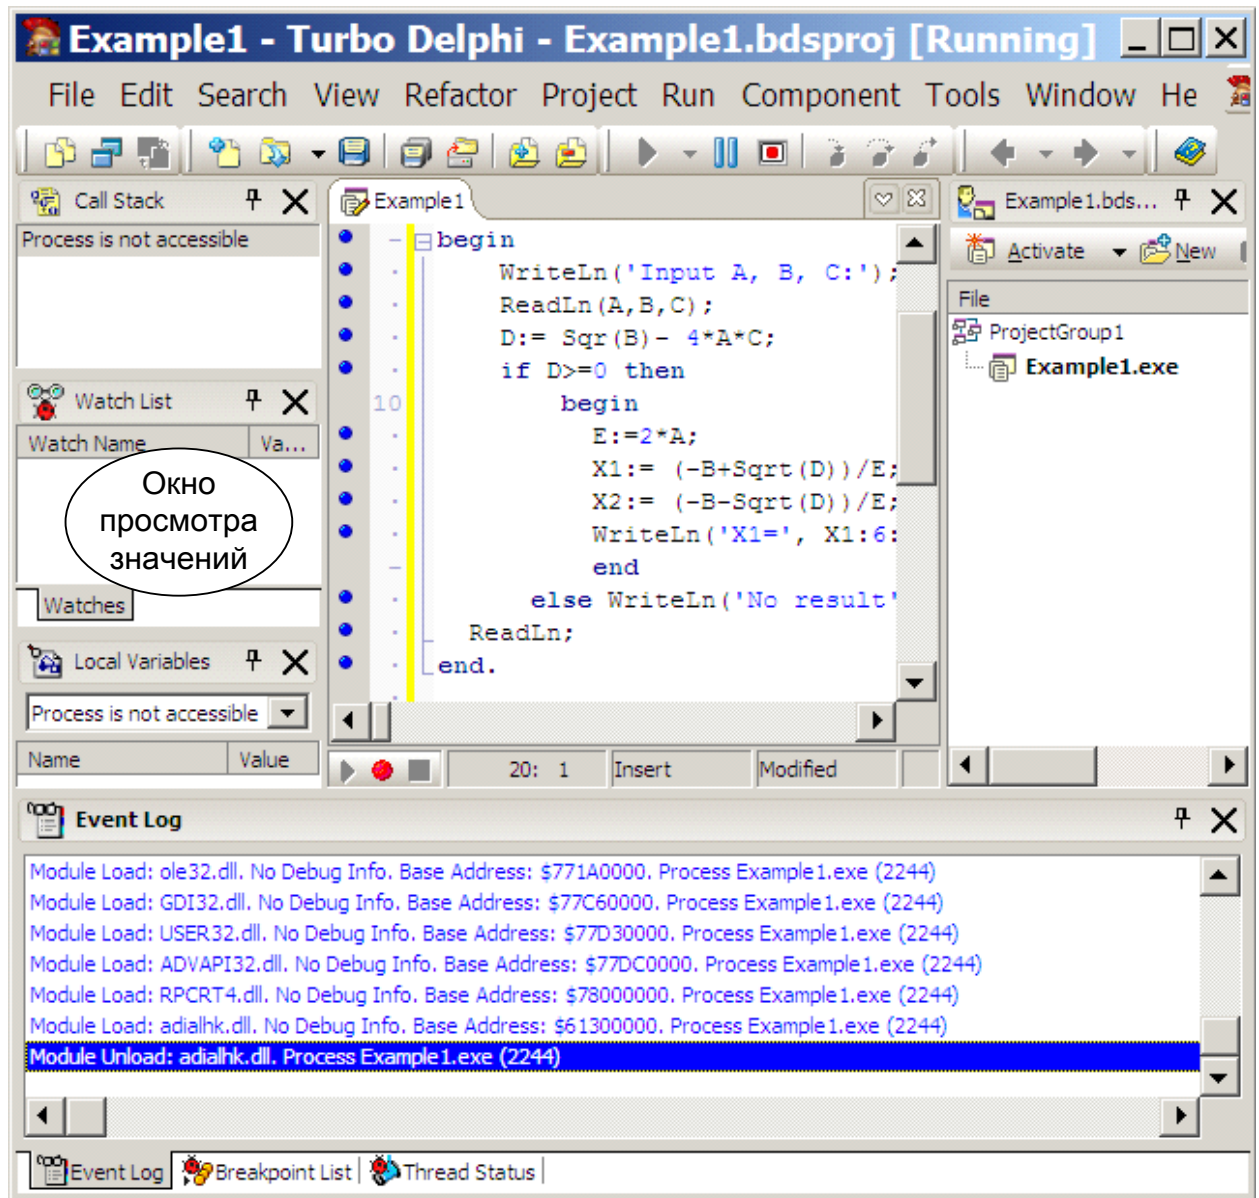 Example1 - Turbo Delphi - Example1.bdsproj [Running]
File Edit Search View Refactor Project Run Component Tools Window He
Call Stack
Process is not accessible
Watch List
Watch Name Va...
Окно
просмотра
значений
Watches
Local Variables
Process is not accessible
Name Value
Example1
begin
WriteLn('Input A, B, C:');
ReadLn(A,B,C);
D:= Sqr(B)- 4*A*C;
if D>=0 then
10 begin
E:=2*A;
X1:= (-B+Sqrt(D))/E;
X2:= (-B-Sqrt(D))/E;
WriteLn('X1=', X1:6:
end
else WriteLn('No result'
ReadLn;
end.
20: 1 Insert Modified
Example1.bds...
Activate New
File
ProjectGroup1
Example1.exe
Event Log
Module Load: ole32.dll. No Debug Info. Base Address: $771A0000. Process Example1.exe (2244)
Module Load: GDI32.dll. No Debug Info. Base Address: $77C60000. Process Example1.exe (2244)
Module Load: USER32.dll. No Debug Info. Base Address: $77D30000. Process Example1.exe (2244)
Module Load: ADVAPI32.dll. No Debug Info. Base Address: $77DC0000. Process Example1.exe (2244)
Module Load: RPCRT4.dll. No Debug Info. Base Address: $78000000. Process Example1.exe (2244)
Module Load: adialhk.dll. No Debug Info. Base Address: $61300000. Process Example1.exe (2244)
Module Unload: adialhk.dll. Process Example1.exe (2244)
Event Log Breakpoint List Thread Status